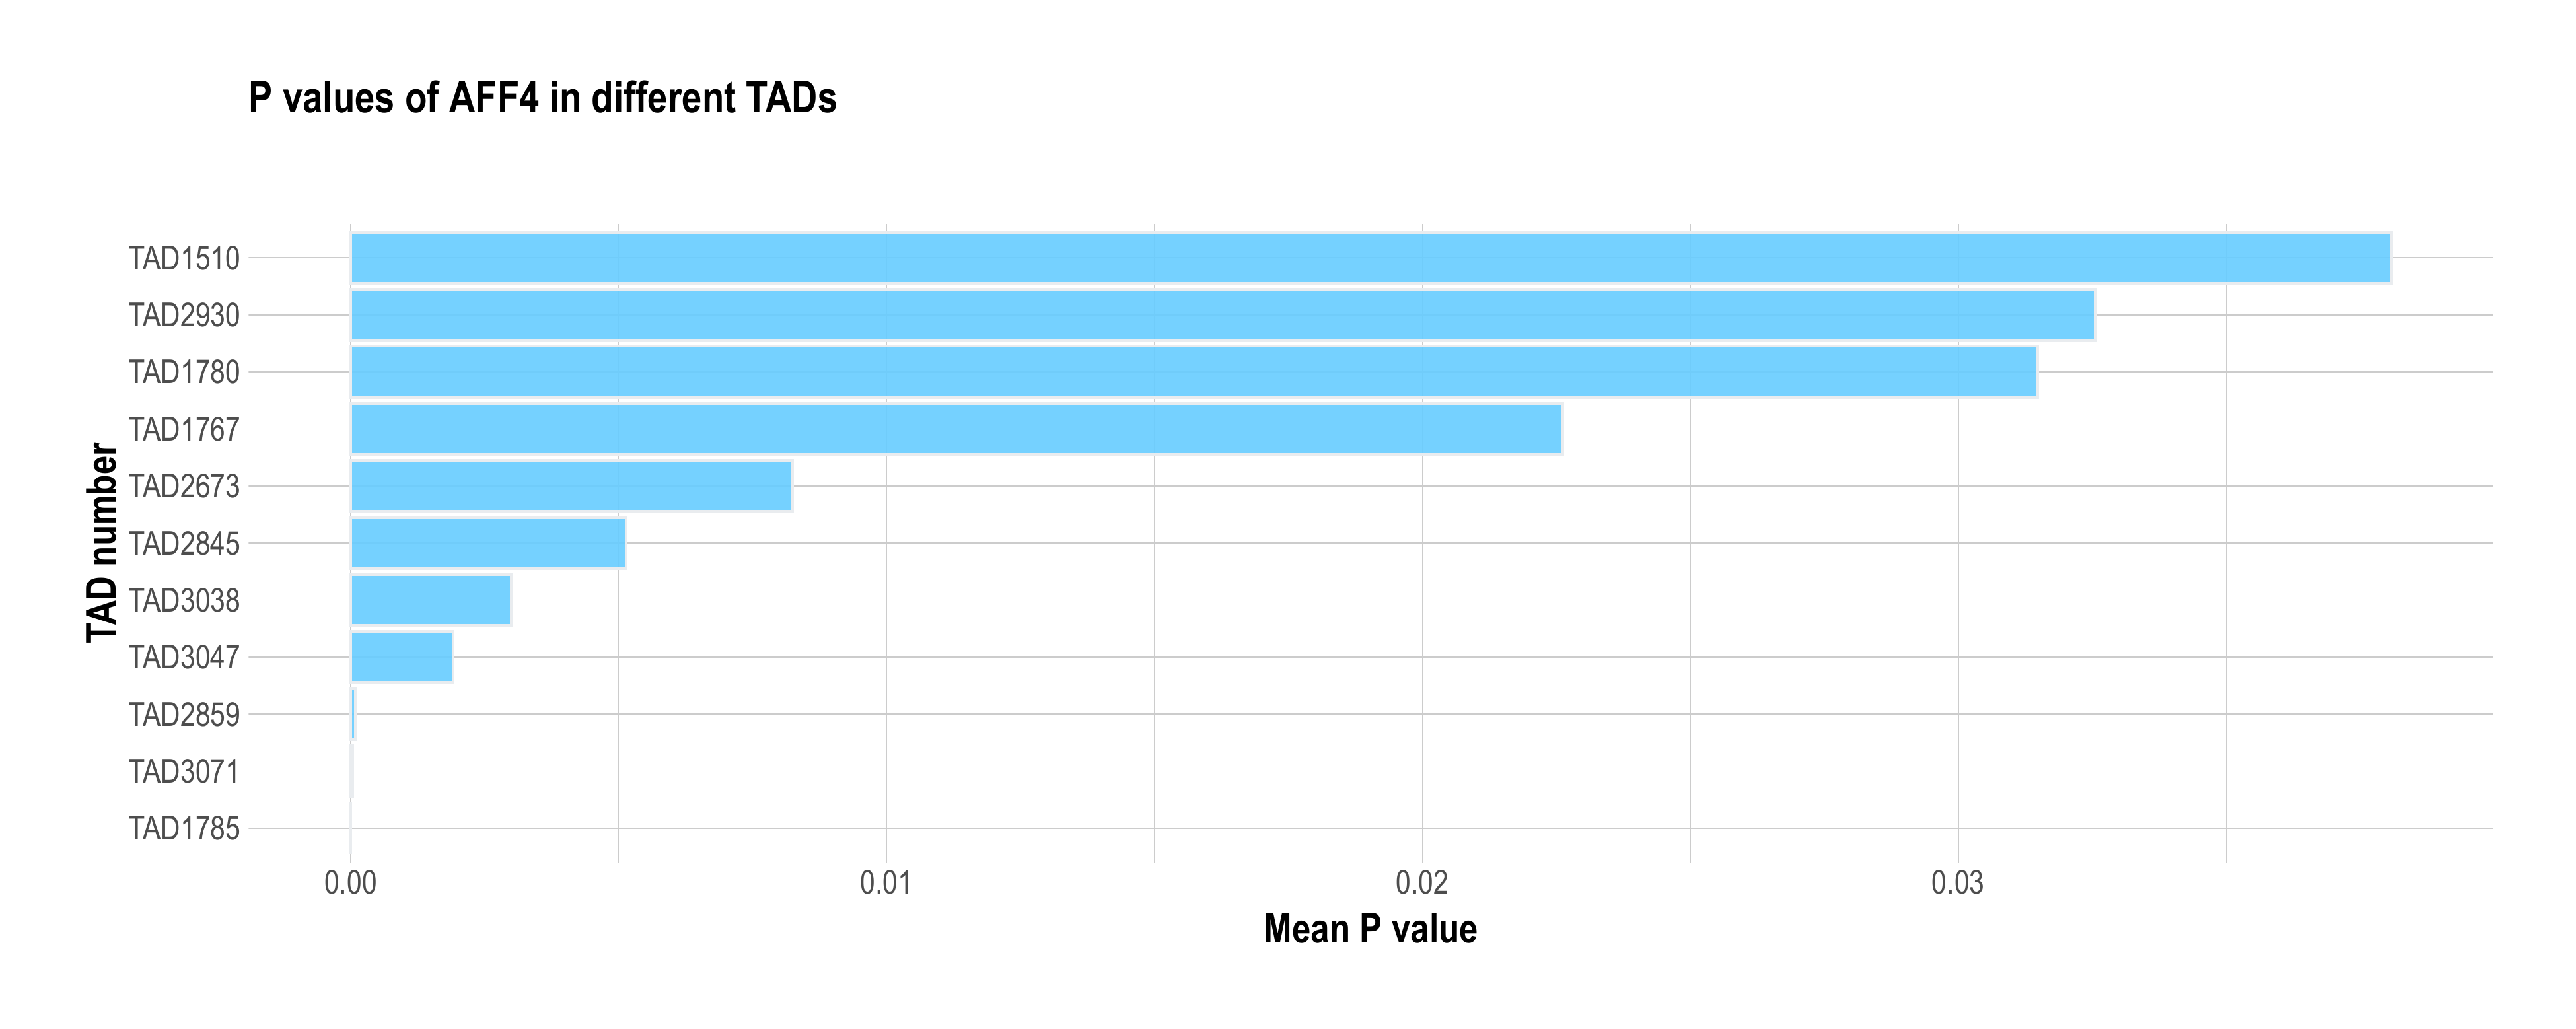 P values of AFF4 in different TADs
TAD number
TAD1510
TAD2930
TAD1780
TAD1767
TAD2673
TAD2845
TAD3038
TAD3047
TAD2859
TAD3071
TAD1785
0.00 0.01 0.02 0.03
Mean P value